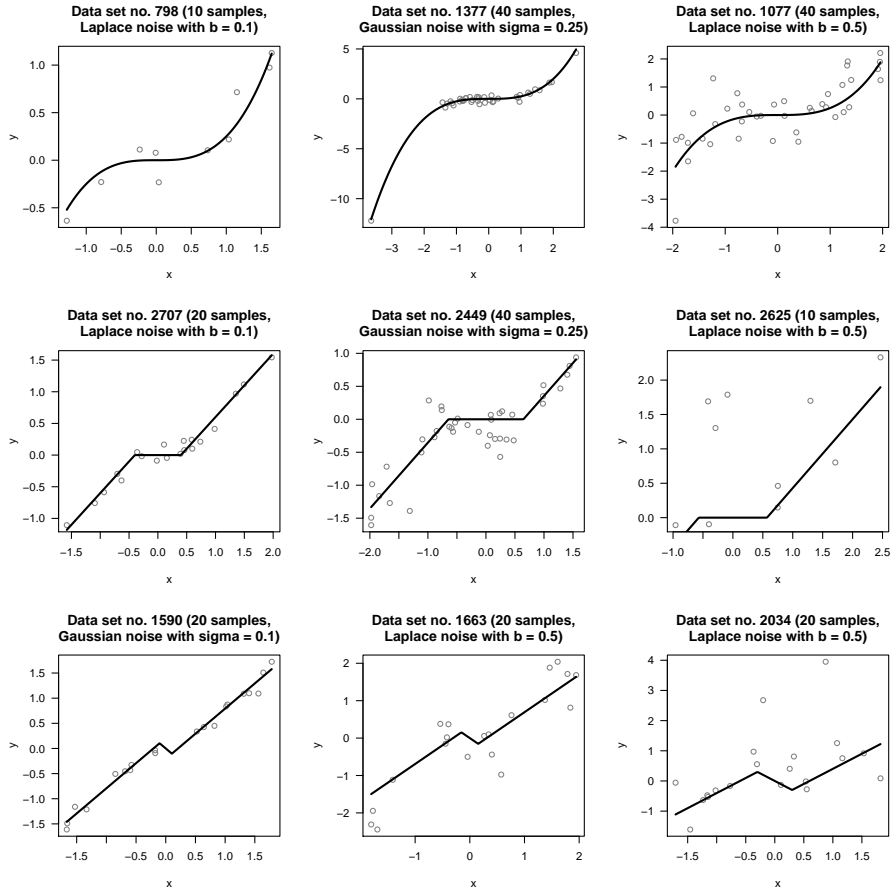 Data set no. 798 (10 samples,
Laplace noise with b = 0.1)
y
1.0
0.5
0.0
−0.5
−1.0 −0.5 0.0 0.5 1.0 1.5
x
Data set no. 1377 (40 samples,
Gaussian noise with sigma = 0.25)
y
5
0
−5
−10
−3 −2 −1 0 1 2
x
Data set no. 1077 (40 samples,
Laplace noise with b = 0.5)
y
2
1
0
−1
−2
−3
−4
−2 −1 0 1 2
x
Data set no. 2707 (20 samples,
Laplace noise with b = 0.1)
y
1.5
1.0
0.5
0.0
−0.5
−1.0
−1.5 −0.5 0.0 0.5 1.0 1.5 2.0
x
Data set no. 2449 (40 samples,
Gaussian noise with sigma = 0.25)
y
1.0
0.5
0.0
−0.5
−1.0
−1.5
−2.0 −1.0 0.0 0.5 1.0 1.5
x
Data set no. 2625 (10 samples,
Laplace noise with b = 0.5)
y
2.0
1.5
1.0
0.5
0.0
−1.0 0.0 0.5 1.0 1.5 2.0 2.5
x
Data set no. 1590 (20 samples,
Gaussian noise with sigma = 0.1)
y
1.5
1.0
0.5
0.0
−0.5
−1.0
−1.5
−1.5 −0.5 0.0 0.5 1.0 1.5
x
Data set no. 1663 (20 samples,
Laplace noise with b = 0.5)
y
2
1
0
−1
−2
−1 0 1 2
x
Data set no. 2034 (20 samples,
Laplace noise with b = 0.5)
y
4
3
2
1
0
−1
−1.5 −0.5 0.0 0.5 1.0 1.5
x